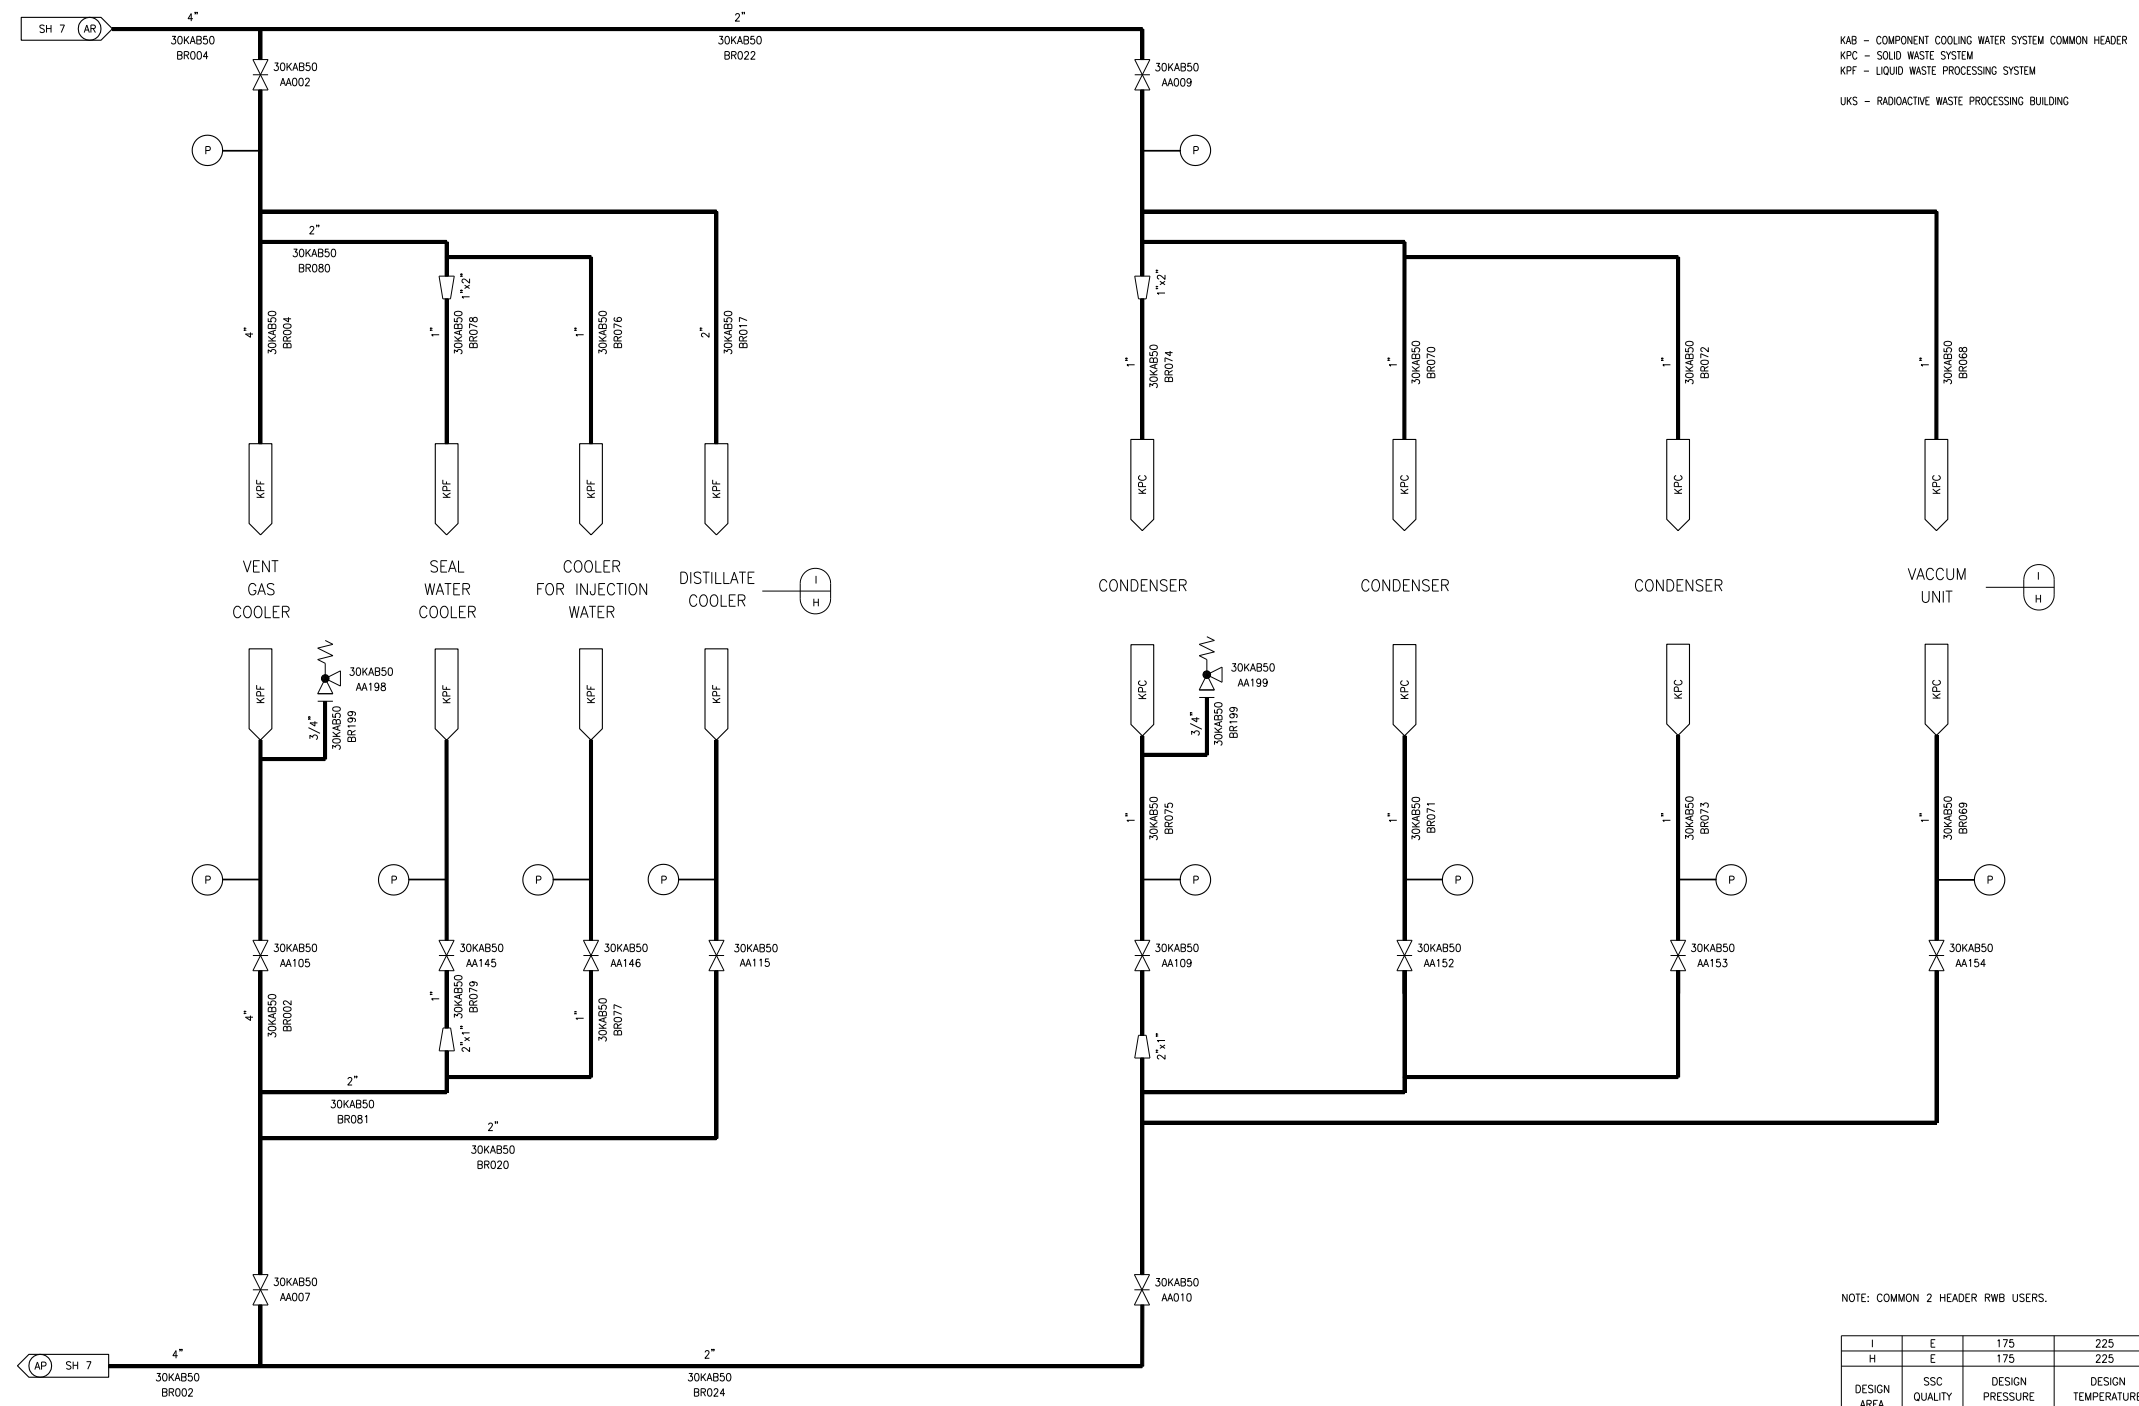 SH 7 AR
4"
30KAB50
BR004
2"
30KAB50
BR022
KAB – COMPONENT COOLING WATER SYSTEM COMMON HEADER
KPC – SOLID WASTE SYSTEM
KPF – LIQUID WASTE PROCESSING SYSTEM
UKS – RADIOACTIVE WASTE PROCESSING BUILDING
30KAB50
AA002
30KAB50
AA009
P
P
2"
30KAB50
BR080
1"x2"
1"x2"
4"
30KAB50
BR004
1"
30KAB50
BR078
1"
30KAB50
BR076
2"
30KAB50
BR017
1"
30KAB50
BR074
1"
30KAB50
BR070
1"
30KAB50
BR072
1"
30KAB50
BR068
KPF
KPF
KPF
KPF
KPC
KPC
KPC
KPC
VENT
GAS
COOLER
SEAL
WATER
COOLER
COOLER
FOR INJECTION
WATER
DISTILLATE
COOLER
I
H
CONDENSER
CONDENSER
CONDENSER
VACCUM
UNIT
I
H
KPF
30KAB50
AA198
3/4"
30KAB50
BR199
KPF
KPF
KPF
KPC
30KAB50
AA199
3/4"
30KAB50
BR199
KPC
KPC
KPC
1"
30KAB50
BR075
1"
30KAB50
BR071
1"
30KAB50
BR073
1"
30KAB50
BR069
P
P
P
P
P
P
P
P
30KAB50
AA105
30KAB50
AA145
30KAB50
AA146
30KAB50
AA115
30KAB50
AA109
30KAB50
AA152
30KAB50
AA153
30KAB50
AA154
4"
30KAB50
BR002
1"
30KAB50
BR079
2"x1"
1"
30KAB50
BR077
2"x1"
2"
30KAB50
BR081
2"
30KAB50
BR020
30KAB50
AA007
30KAB50
AA010
NOTE: COMMON 2 HEADER RWB USERS.
AP SH 7
4"
30KAB50
BR002
2"
30KAB50
BR024
I E 175 225
H E 175 225
DESIGN
AREA
SSC
QUALITY
DESIGN
PRESSURE
DESIGN
TEMPERATURE